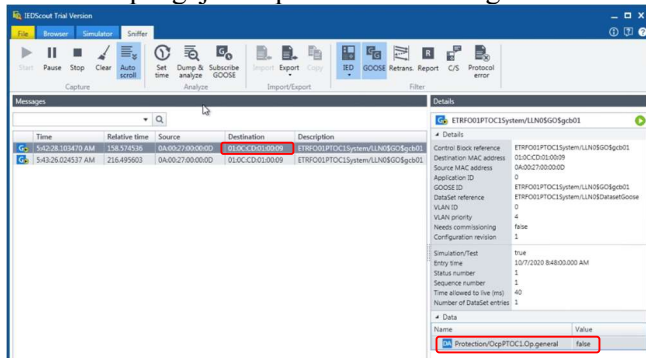 IEDScout Trial Version
File Browser Simulator Sniffer
Start Pause Stop Clear Auto scroll Set time Dump & analyze Subscribe GOOSE Import Export Copy IED GOOSE Retrans. Report C/S Protocol error
Capture Analyze Import/Export Filter
Messages Details
ETRFO01PTOC1System/LLN0$GO$gcb01
Time Relative time Source Destination Description
5:42:28.103470 AM 158.574536 0A:00:27:00:00:0D 01:0C:CD:01:00:09 ETRFO01PTOC1System/LLN0$GO$gcb01
5:43:26.024537 AM 216.495603 0A:00:27:00:00:0D 01:0C:CD:01:00:09 ETRFO01PTOC1System/LLN0$GO$gcb01
Details
Control Block reference ETRFO01PTOC1System/LLN0$GO$gcb01
Destination MAC address 01:0C:CD:01:00:09
Source MAC address 0A:00:27:00:00:0D
Application ID 0
GOOSE ID ETRFO01PTOC1System/LLN0$GO$gcb01
DataSet reference ETRFO01PTOC1System/LLN0$DatasetGoose
VLAN ID 0
VLAN priority 4
Needs commissioning false
Configuration revision 1
Simulation/Test true
Entry time 10/7/2020 8:48:00.000 AM
Status number 1
Sequence number 1
Time allowed to live (ms) 40
Number of DataSet entries 1
Data
Name Value
DA Protection/OcpPTOC1.Op.general false